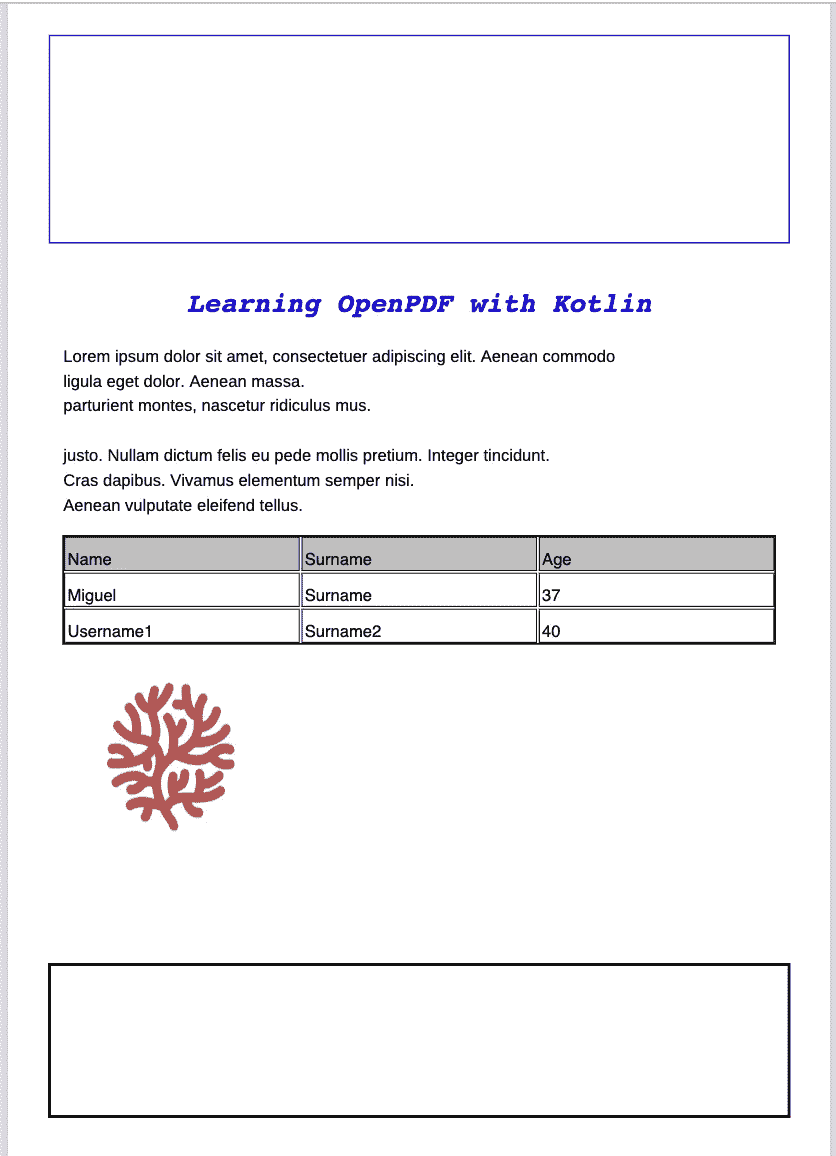 Learning OpenPDF with Kotlin
Lorem ipsum dolor sit amet, consectetuer adipiscing elit. Aenean commodo
ligula eget dolor. Aenean massa.
parturient montes, nascetur ridiculus mus.
justo. Nullam dictum felis eu pede mollis pretium. Integer tincidunt.
Cras dapibus. Vivamus elementum semper nisi.
Aenean vulputate eleifend tellus.
Name Surname Age
Miguel Surname 37
Username1 Surname2 40